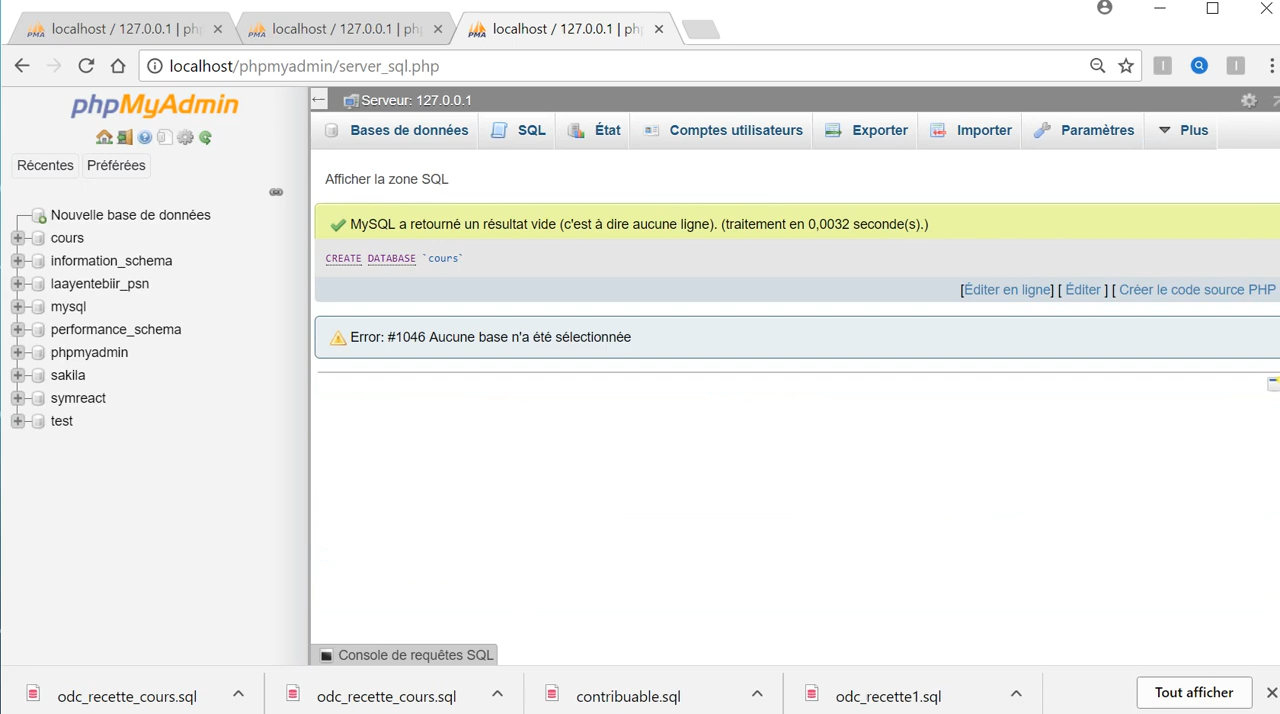 localhost / 127.0.0.1 | ph
localhost / 127.0.0.1 | ph
localhost / 127.0.0.1 | ph
localhost/phpmyadmin/server_sql.php
phpMyAdmin
Récentes
Préférées
Nouvelle base de données
cours
information_schema
laayentebiir_psn
mysql
performance_schema
phpmyadmin
sakila
symreact
test
Serveur: 127.0.0.1
Bases de données
SQL
État
Comptes utilisateurs
Exporter
Importer
Paramètres
Plus
Afficher la zone SQL
MySQL a retourné un résultat vide (c'est à dire aucune ligne). (traitement en 0,0032 seconde(s).)
CREATE DATABASE `cours`
[Éditer en ligne] [ Éditer ] [ Créer le code source PHP
Error: #1046 Aucune base n'a été sélectionnée
Console de requêtes SQL
odc_recette_cours.sql
odc_recette_cours.sql
contribuable.sql
odc_recette1.sql
Tout afficher